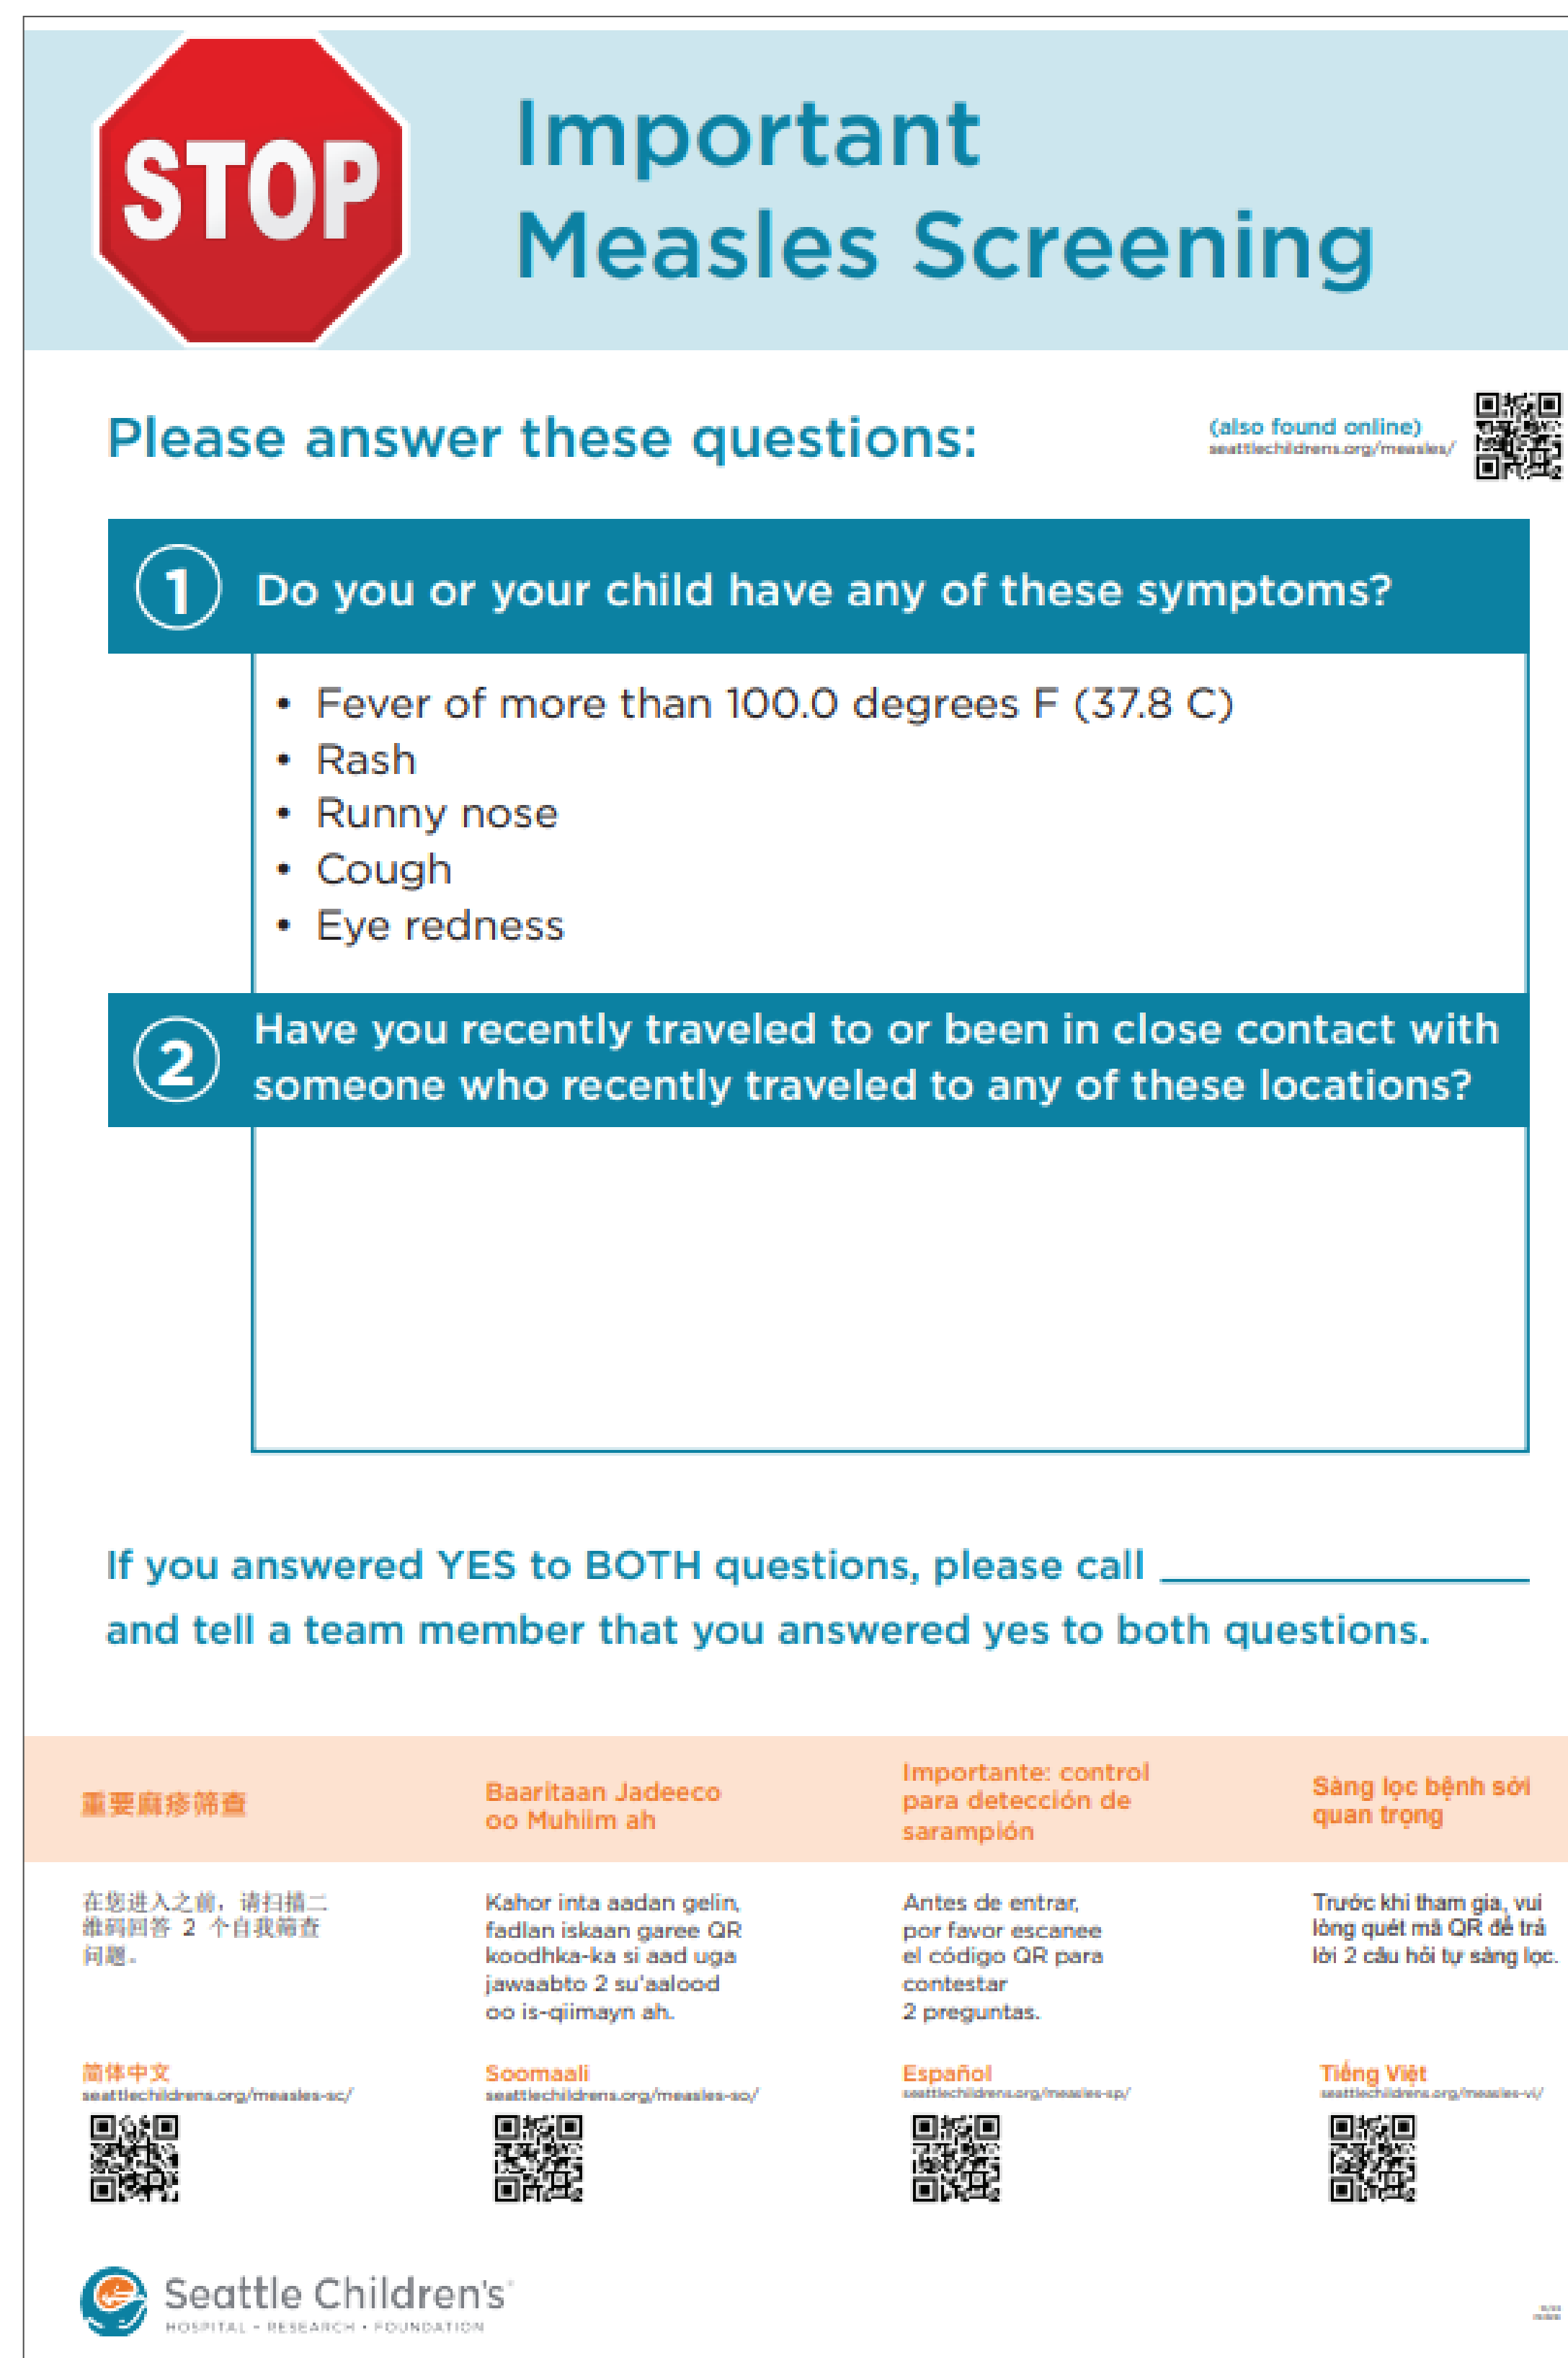 STOP
Important
Measles Screening
Please answer these questions:
(also found online)
seattlechildrens.org/measles/
1 Do you or your child have any of these symptoms?
• Fever of more than 100.0 degrees F (37.8 C)
• Rash
• Runny nose
• Cough
• Eye redness
2 Have you recently traveled to or been in close contact with
someone who recently traveled to any of these locations?
If you answered YES to BOTH questions, please call
and tell a team member that you answered yes to both questions.
重要麻疹筛查
在您进入之前，请扫描二
维码回答 2 个自我筛查
问题。
简体中文
seattlechildrens.org/measles-sc/
Baaritaan Jadeeco
oo Muhiim ah
Kahor inta aadan gelin,
fadlan iskaan garee QR
koodhka-ka si aad uga
jawaabto 2 su'aalood
oo is-qiimayn ah.
Soomaali
seattlechildrens.org/measles-so/
Importante: control
para detección de
sarampión
Antes de entrar,
por favor escanee
el código QR para
contestar
2 preguntas.
Español
seattlechildrens.org/measles-sp/
Sàng lọc bệnh sởi
quan trọng
Trước khi tham gia, vui
lòng quét mã QR để trả
lời 2 câu hỏi tự sàng lọc.
Tiếng Việt
seattlechildrens.org/measles-vi/
Seattle Children's
HOSPITAL • RESEARCH • FOUNDATION